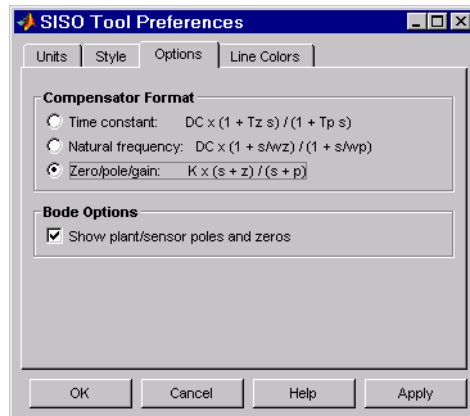 SISO Tool Preferences
Units Style Options Line Colors
Compensator Format
Time constant: DC x (1 + Tz s) / (1 + Tp s)
Natural frequency: DC x (1 + s/wz) / (1 + s/wp)
Zero/pole/gain: K x (s + z) / (s + p)
Bode Options
Show plant/sensor poles and zeros
OK Cancel Help Apply